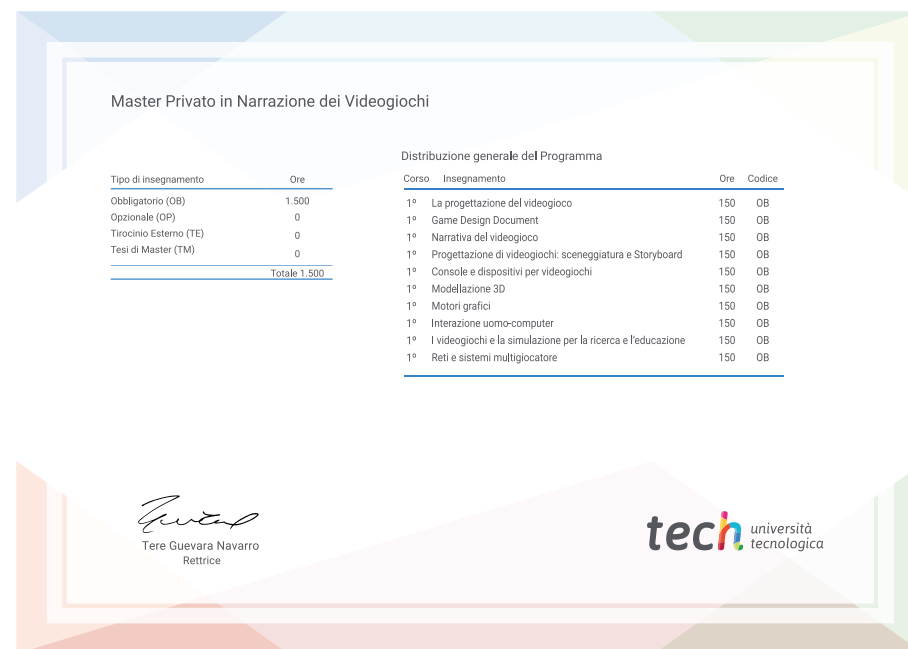 Master Privato in Narrazione dei Videogiochi
Tipo di insegnamento Ore
Obbligatorio (OB) 1.500
Opzionale (OP) 0
Tirocinio Esterno (TE) 0
Tesi di Master (TM) 0
Totale 1.500
Distribuzione generale del Programma
Corso Insegnamento Ore Codice
1º La progettazione del videogioco 150 OB
1º Game Design Document 150 OB
1º Narrativa del videogioco 150 OB
1º Progettazione di videogiochi: sceneggiatura e Storyboard 150 OB
1º Console e dispositivi per videogiochi 150 OB
1º Modellazione 3D 150 OB
1º Motori grafici 150 OB
1º Interazione uomo-computer 150 OB
1º I videogiochi e la simulazione per la ricerca e l'educazione 150 OB
1º Reti e sistemi multigiocatore 150 OB
Tere Guevara Navarro
Rettrice
tech università
tecnologica